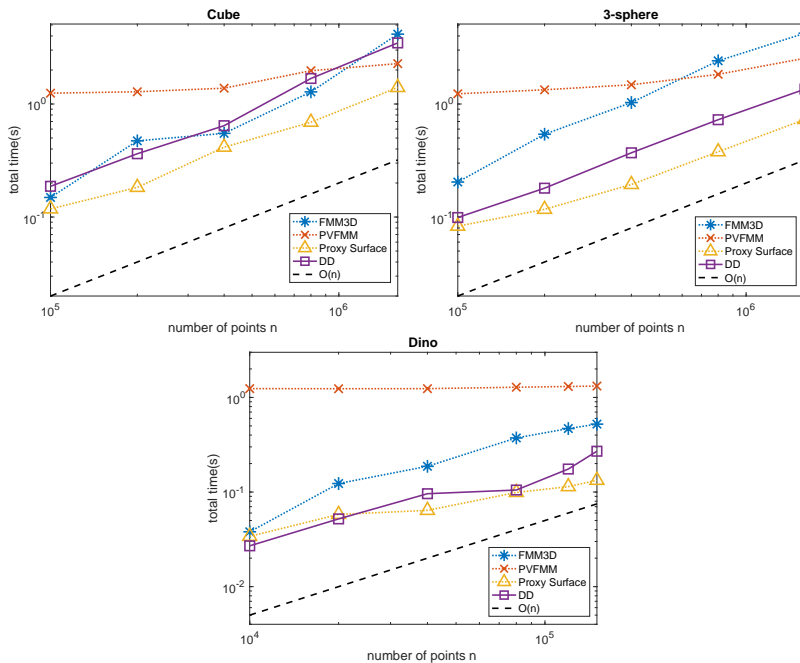 Cube
total time(s)
10^0
10^-1
10^5
10^6
number of points n
FMM3D
PVFMM
Proxy Surface
DD
O(n)
3-sphere
total time(s)
10^0
10^-1
10^5
10^6
number of points n
FMM3D
PVFMM
Proxy Surface
DD
O(n)
Dino
total time(s)
10^0
10^-1
10^-2
10^4
10^5
number of points n
FMM3D
PVFMM
Proxy Surface
DD
O(n)